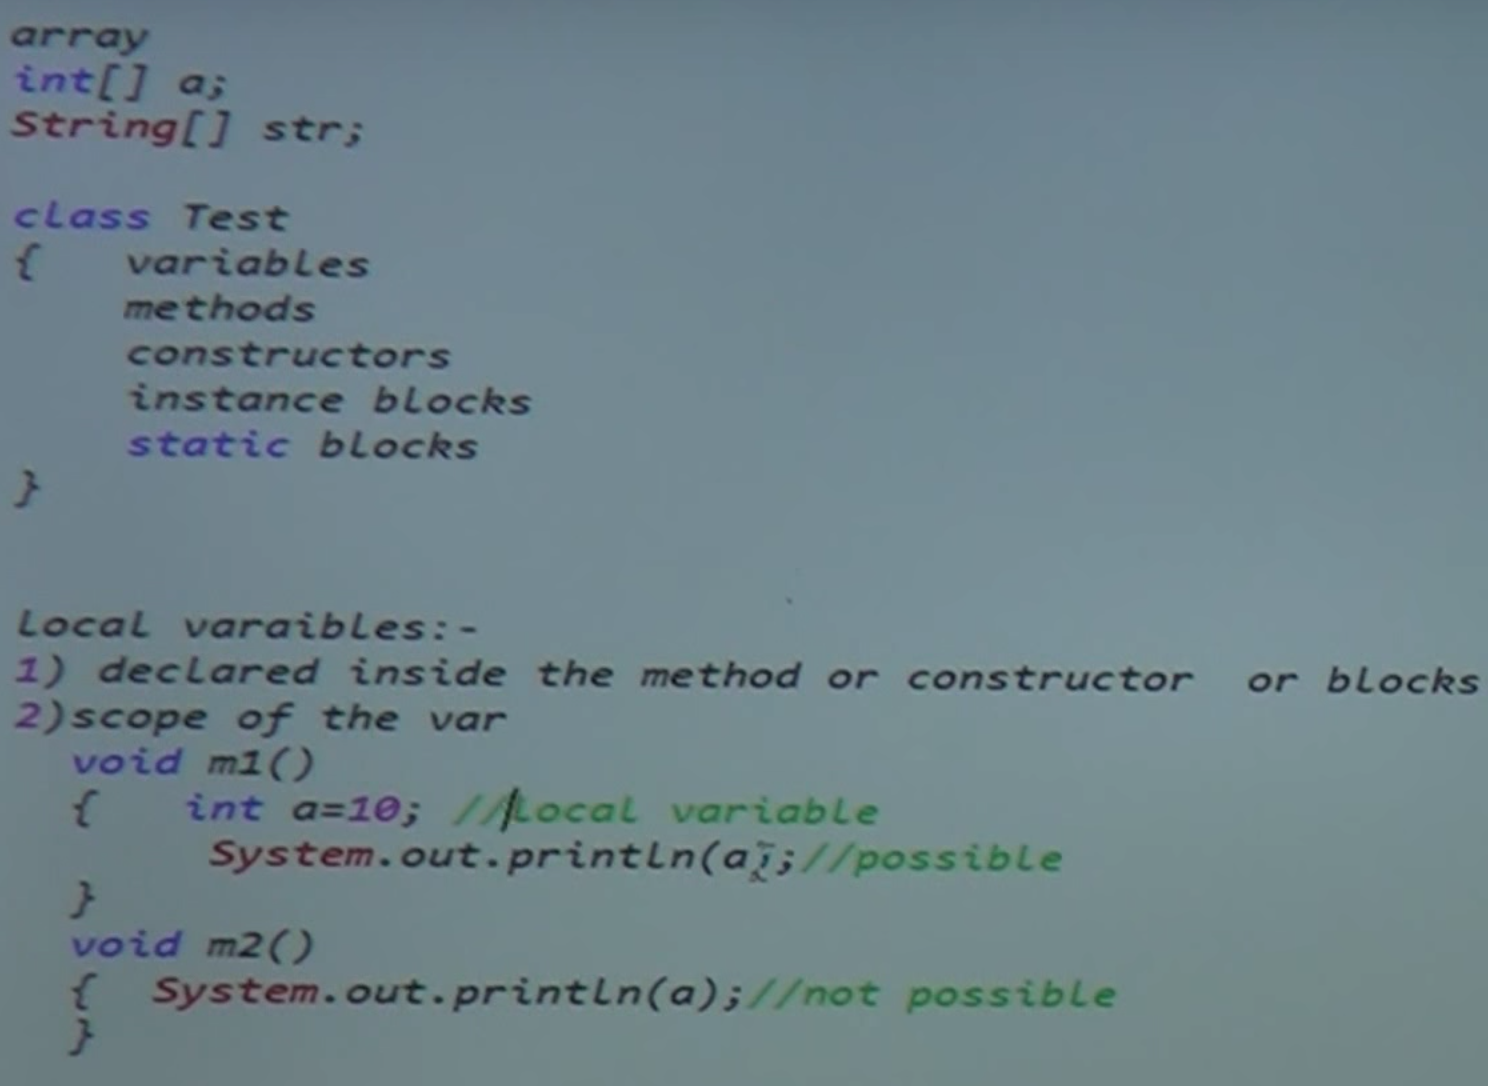 array
int[] a;
String[] str;
class Test
{ variables
methods
constructors
instance blocks
static blocks
}
Local varaibles:-
1) declared inside the method or constructor or blocks
2)scope of the var
void m1()
{ int a=10; //local variable
System.out.println(a);//possible
}
void m2()
{ System.out.println(a);//not possible
}